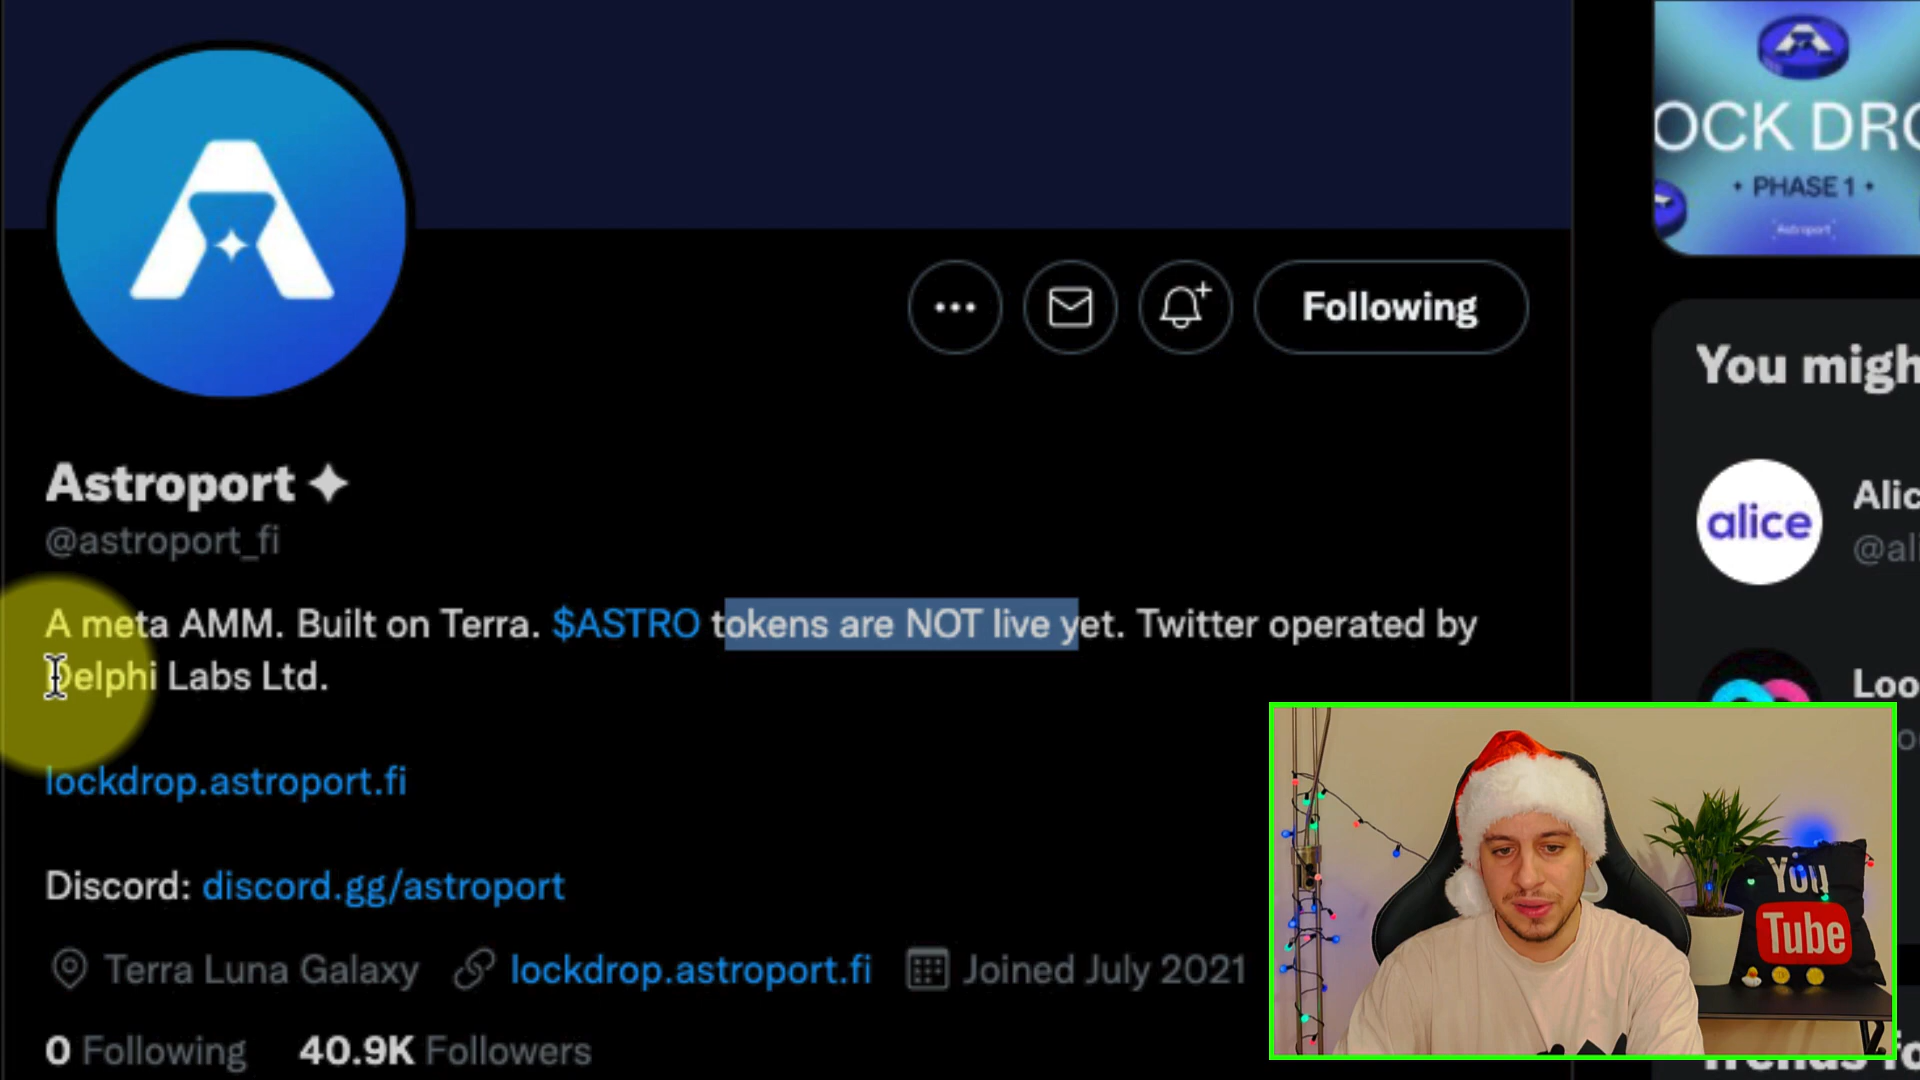 OCK DRO
PHASE 1
Astroport
Following
You migh
alice
Alic
@ali
Astroport
@astroport_fi
A meta AMM. Built on Terra. $ASTRO tokens are NOT live yet. Twitter operated by
Delphi Labs Ltd.
Loo
lockdrop.astroport.fi
Discord: discord.gg/astroport
You
Tube
Terra Luna Galaxy lockdrop.astroport.fi Joined July 2021
0 Following 40.9K Followers